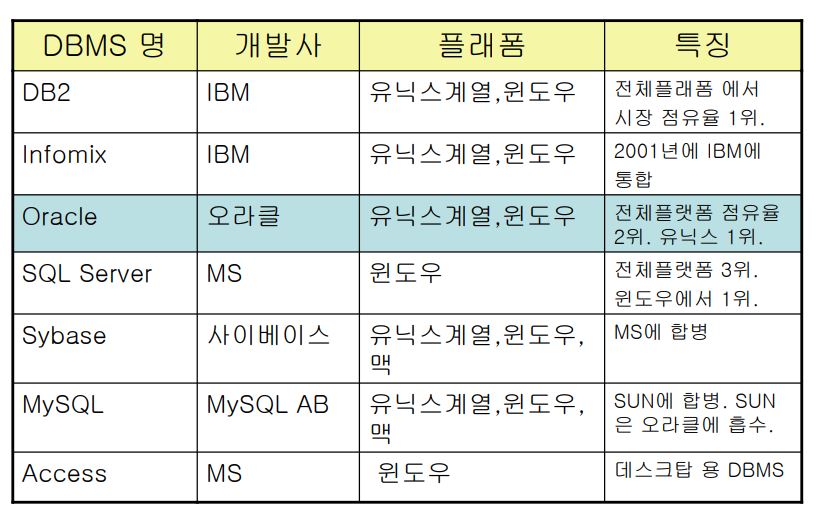 DBMS 명 개발사 플래폼 특징
DB2 IBM 유닉스계열,윈도우 전체플래폼 에서
시장 점유율 1위.
Infomix IBM 유닉스계열,윈도우 2001년에 IBM에
통합
Oracle 오라클 유닉스계열,윈도우 전체플랫폼 점유율
2위. 유닉스 1위.
SQL Server MS 윈도우 전체플랫폼 3위.
윈도우에서 1위.
Sybase 사이베이스 유닉스계열,윈도우, MS에 합병
맥
MySQL MySQL AB 유닉스계열,윈도우, SUN에 합병. SUN
맥 은 오라클에 흡수.
Access MS 윈도우 데스크탑 용 DBMS